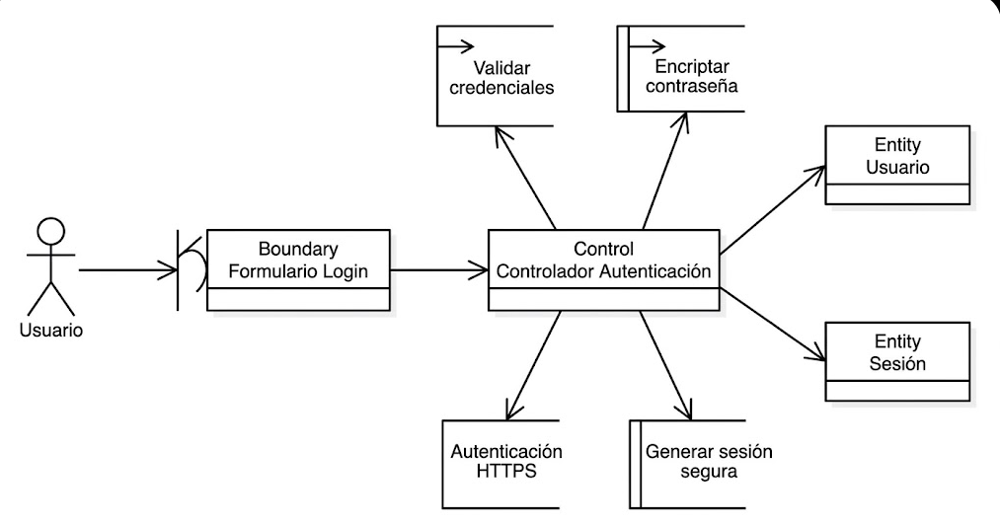 Validar
credenciales
Encriptar
contraseña
Entity
Usuario
Boundary
Formulario Login
Control
Controlador Autenticación
Usuario
Entity
Sesión
Autenticación
HTTPS
Generar sesión
segura